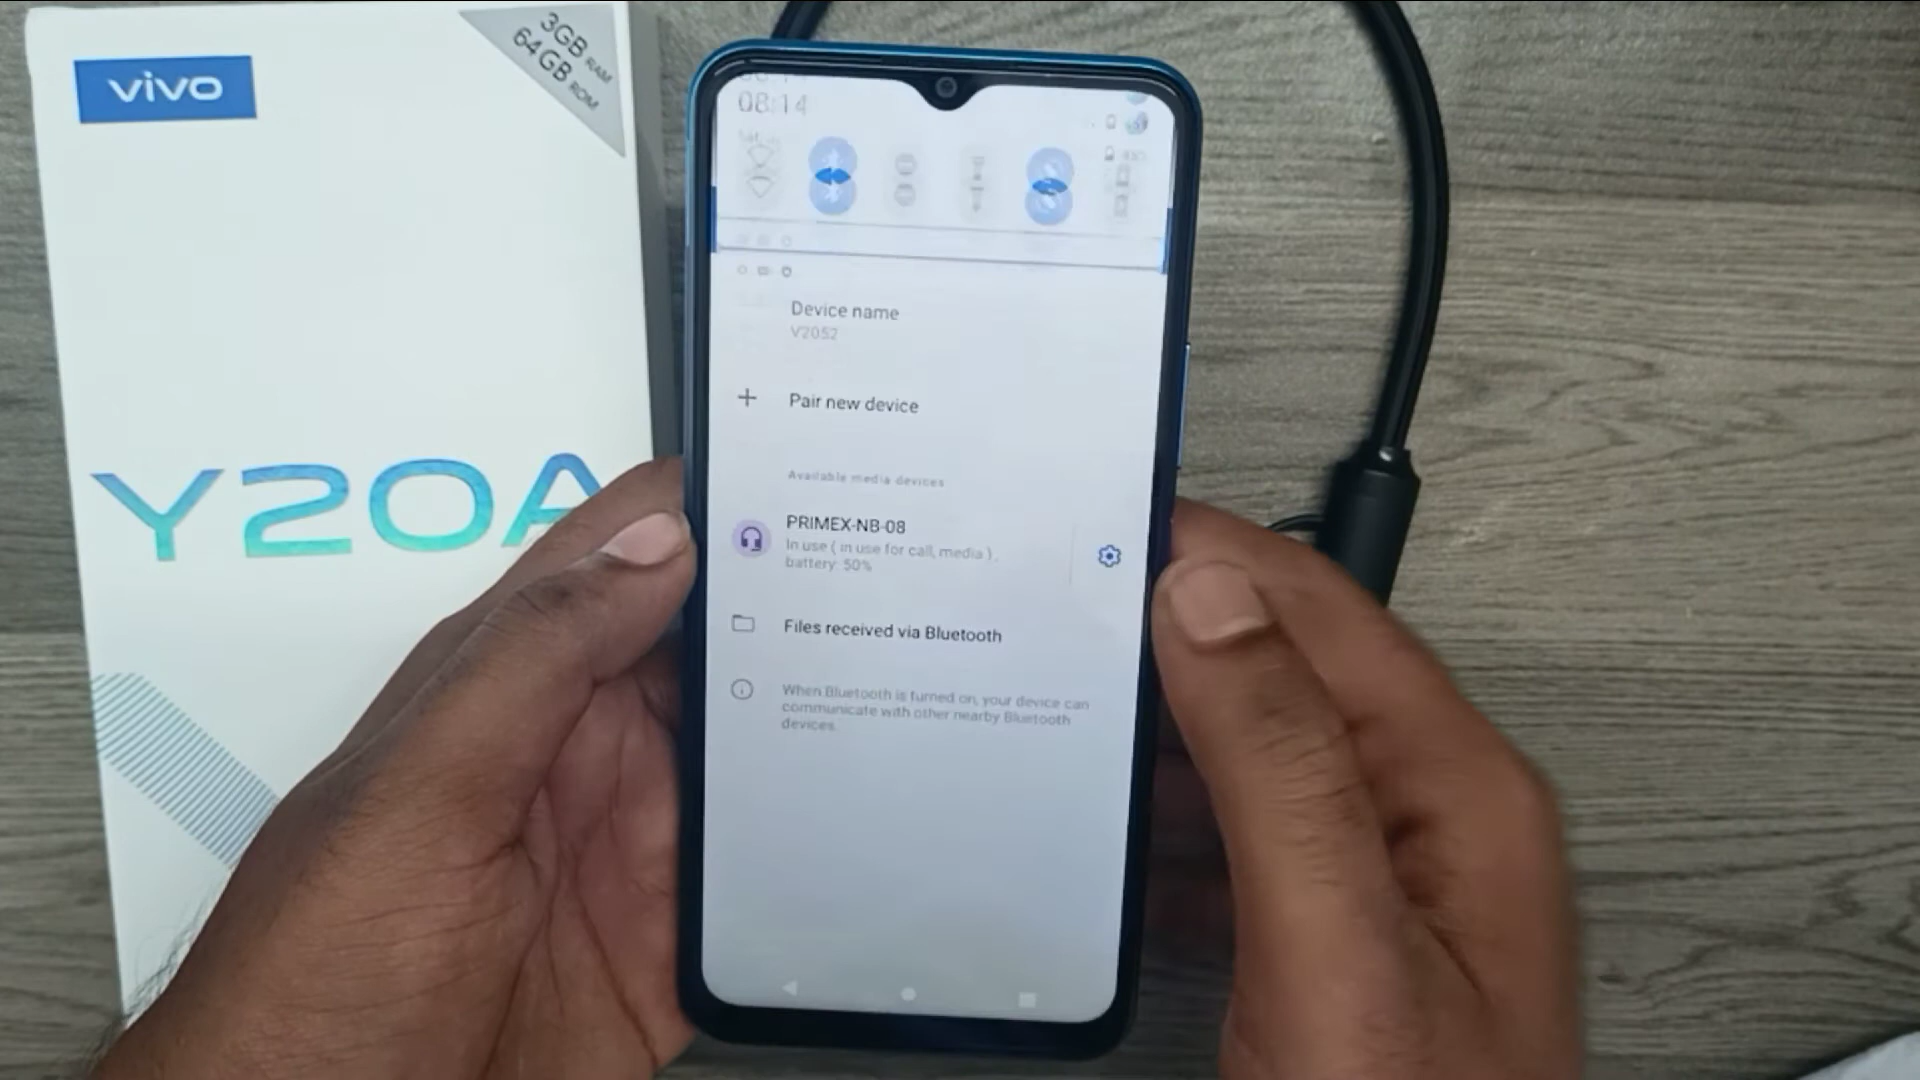 vivo
3GB RAM
64GB ROM
Y20A
08:14
Device name
V2052
Pair new device
Available media devices
PRIMEX-NB-08
In use ( in use for call, media ),
battery: 50%
Files received via Bluetooth
When Bluetooth is turned on, your device can
communicate with other nearby Bluetooth
devices.